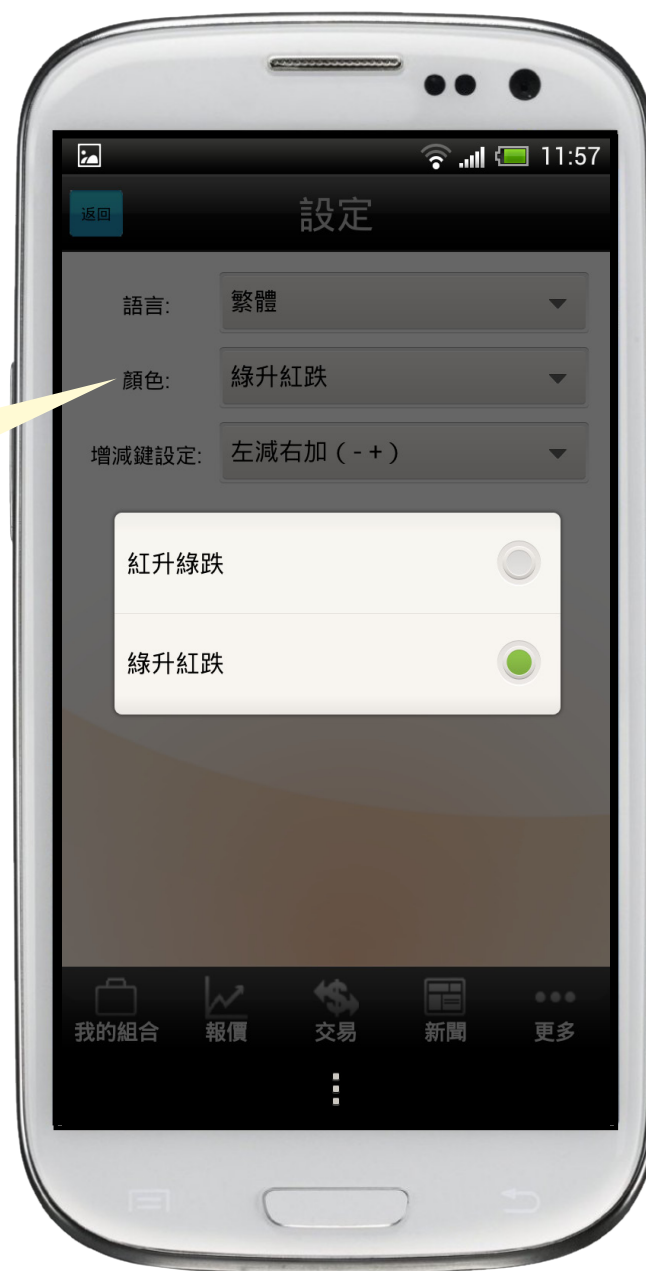 11:57
返回
設定
語言:
繁體
顏色:
綠升紅跌
增減鍵設定:
左減右加 ( - + )
紅升綠跌
綠升紅跌
我的組合
報價
交易
新聞
更多